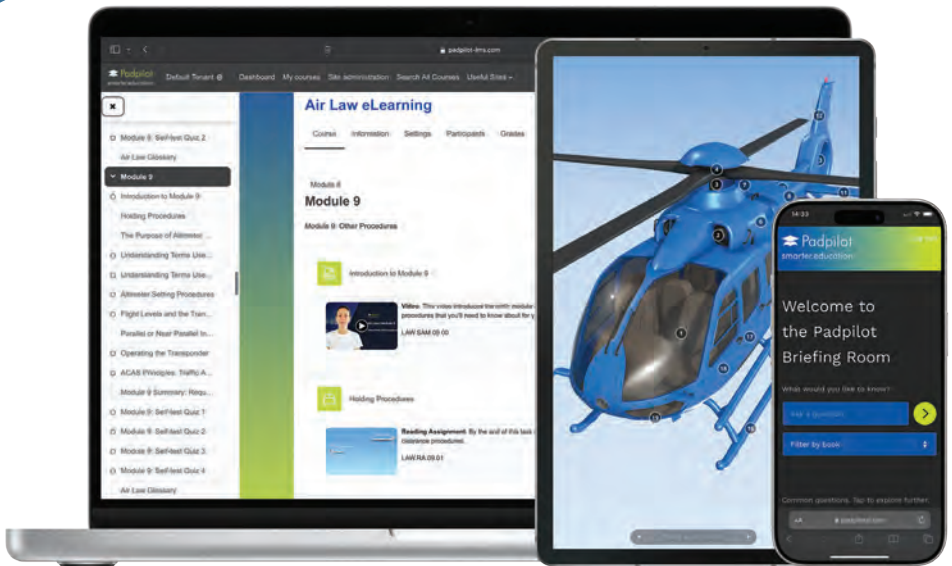 padpilot-lms.com
Padpilot
smarter.education
Default Tenant
Dashboard
My courses
Site administration
Search All Courses
Useful Sites
Module 8: Self-test Quiz 2
Air Law Glossary
Module 9
Introduction to Module 9
Holding Procedures
The Purpose of Altimeter ...
Understanding Terms Use...
Understanding Terms Use...
Altimeter Setting Procedures
Flight Levels and the Tran...
Parallel or Near Parallel In...
Operating the Transponder
ACAS Principles: Traffic A...
Module 9 Summary: Requ...
Module 9: Self-test Quiz 1
Module 9: Self-test Quiz 2
Module 9: Self-test Quiz 3
Module 9: Self-test Quiz 4
Air Law Glossary
Air Law eLearning
Course
Information
Settings
Participants
Grades
Module 8
Module 9
Module 9: Other Procedures
Introduction to Module 9
Video: This video introduces the ninth module
procedures that you'll need to know about for y
LAW.SAM.09.00
Holding Procedures
Reading Assignment: By the end of this task
clearance procedures.
LAW.RA.09.01
14:33
Padpilot
smarter.education
Welcome to
the Padpilot
Briefing Room
What would you like to know?
Ask a question
Filter by book
Common questions. Tap to explore further.
AA